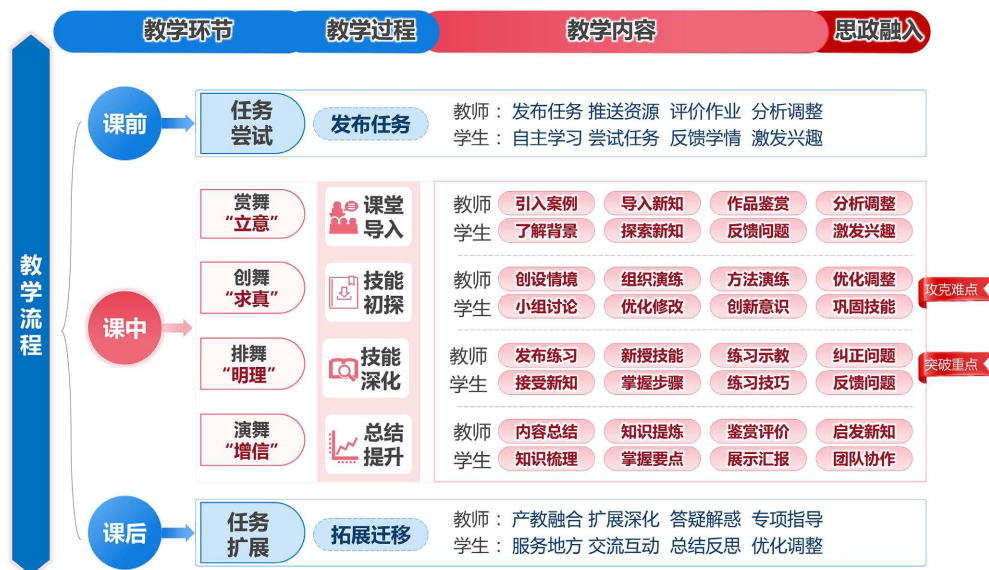 教学环节 教学过程 教学内容 思政融入
教学流程
课前
任务
尝试
发布任务
教师： 发布任务 推送资源 评价作业 分析调整
学生： 自主学习 尝试任务 反馈学情 激发兴趣
课中
赏舞
“立意”
课堂
导入
教师 引入案例 导入新知 作品鉴赏 分析调整
学生 了解背景 探索新知 反馈问题 激发兴趣
创舞
“求真”
技能
初探
教师 创设情境 组织演练 方法演练 优化调整
学生 小组讨论 优化修改 创新意识 巩固技能
攻克难点
排舞
“明理”
技能
深化
教师 发布练习 新授技能 练习示教 纠正问题
学生 接受新知 掌握步骤 练习技巧 反馈问题
突破重点
演舞
“增信”
总结
提升
教师 内容总结 知识提炼 鉴赏评价 启发新知
学生 知识梳理 掌握要点 展示汇报 团队协作
课后
任务
扩展
拓展迁移
教师： 产教融合 扩展深化 答疑解惑 专项指导
学生： 服务地方 交流互动 总结反思 优化调整